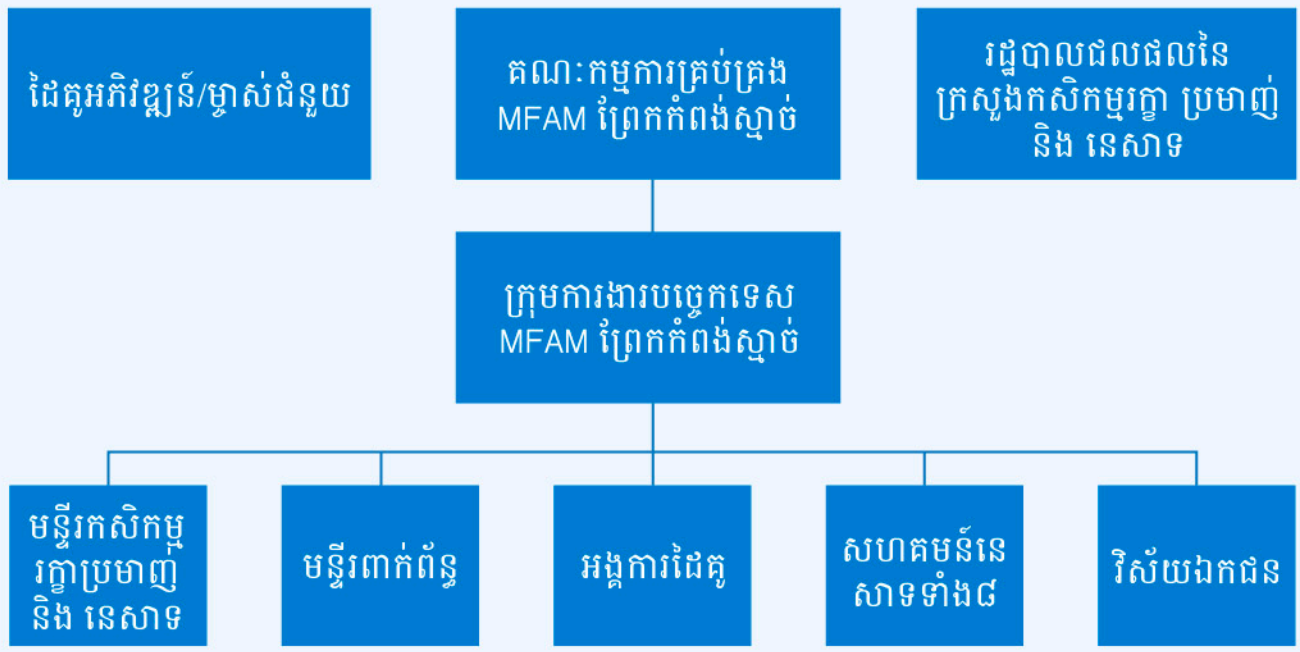 ដៃគូអភិវឌ្ឍន៍/ម្ចាស់ជំនួយ
គណៈកម្មការគ្រប់គ្រង
MFAM ព្រែកកំពង់ស្មាច់
រដ្ឋបាលជលផលនៃ
ក្រសួងកសិកម្មរុក្ខា ប្រមាញ់
និង នេសាទ
ក្រុមការងារបច្ចេកទេស
MFAM ព្រែកកំពង់ស្មាច់
មន្ទីរកសិកម្ម
រុក្ខាប្រមាញ់
និង នេសាទ
មន្ទីរពាក់ព័ន្ធ
អង្គការដៃគូ
សហគមន៍នេ
សាទទាំង៨
វិស័យឯកជន